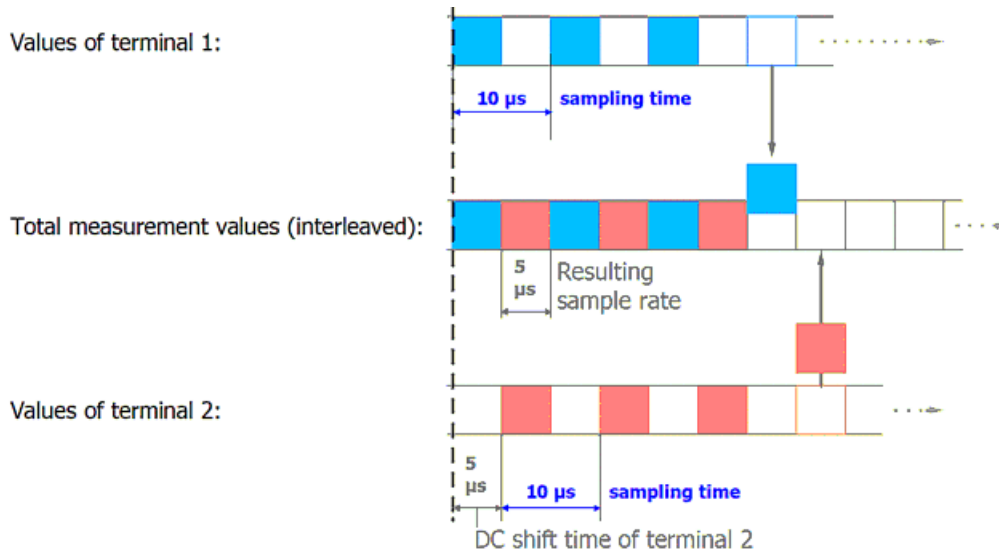 Values of terminal 1:
10 µs sampling time
Total measurement values (interleaved):
5
µs
Resulting
sample rate
Values of terminal 2:
5
µs
10 µs sampling time
DC shift time of terminal 2